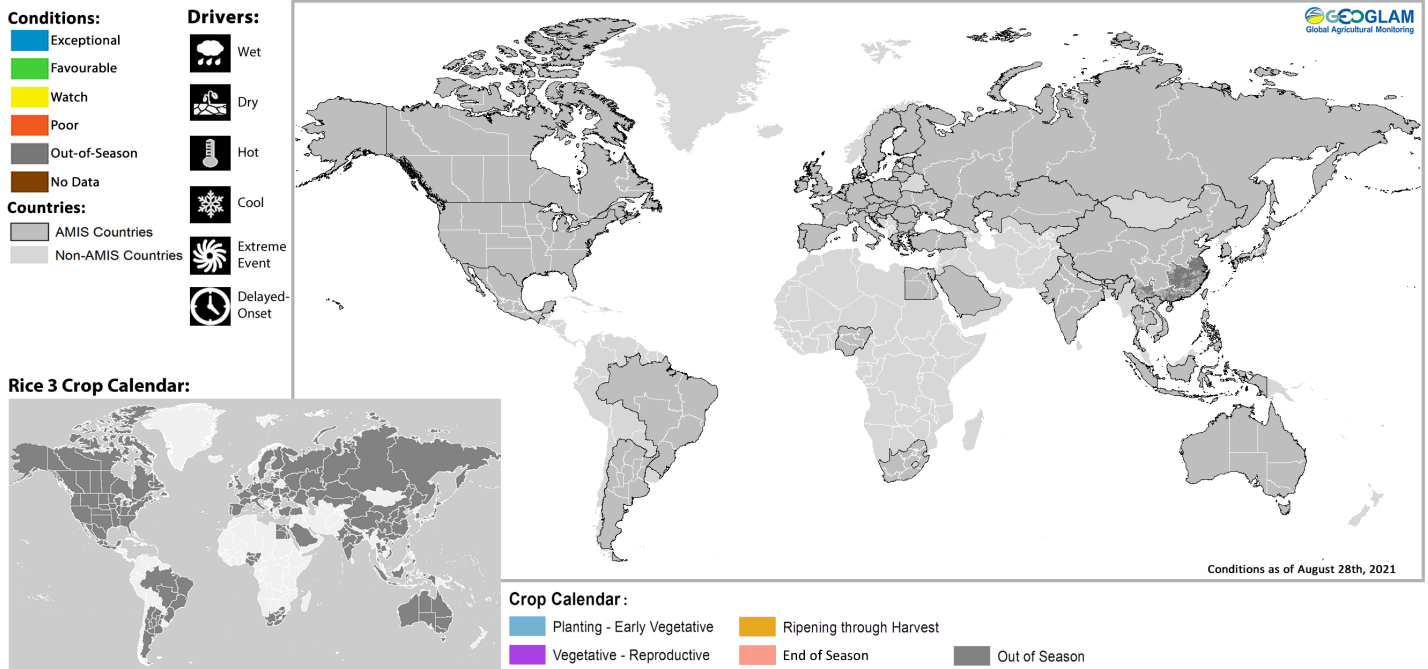 Conditions:
Exceptional
Favourable
Watch
Poor
Out-of-Season
No Data
Countries:
AMIS Countries
Non-AMIS Countries
Drivers:
Wet
Dry
Hot
Cool
Extreme
Event
Delayed-
Onset
GEOGLAM
Global Agricultural Monitoring
Conditions as of August 28th, 2021
Rice 3 Crop Calendar:
Crop Calendar :
Planting - Early Vegetative
Ripening through Harvest
Vegetative - Reproductive
End of Season
Out of Season